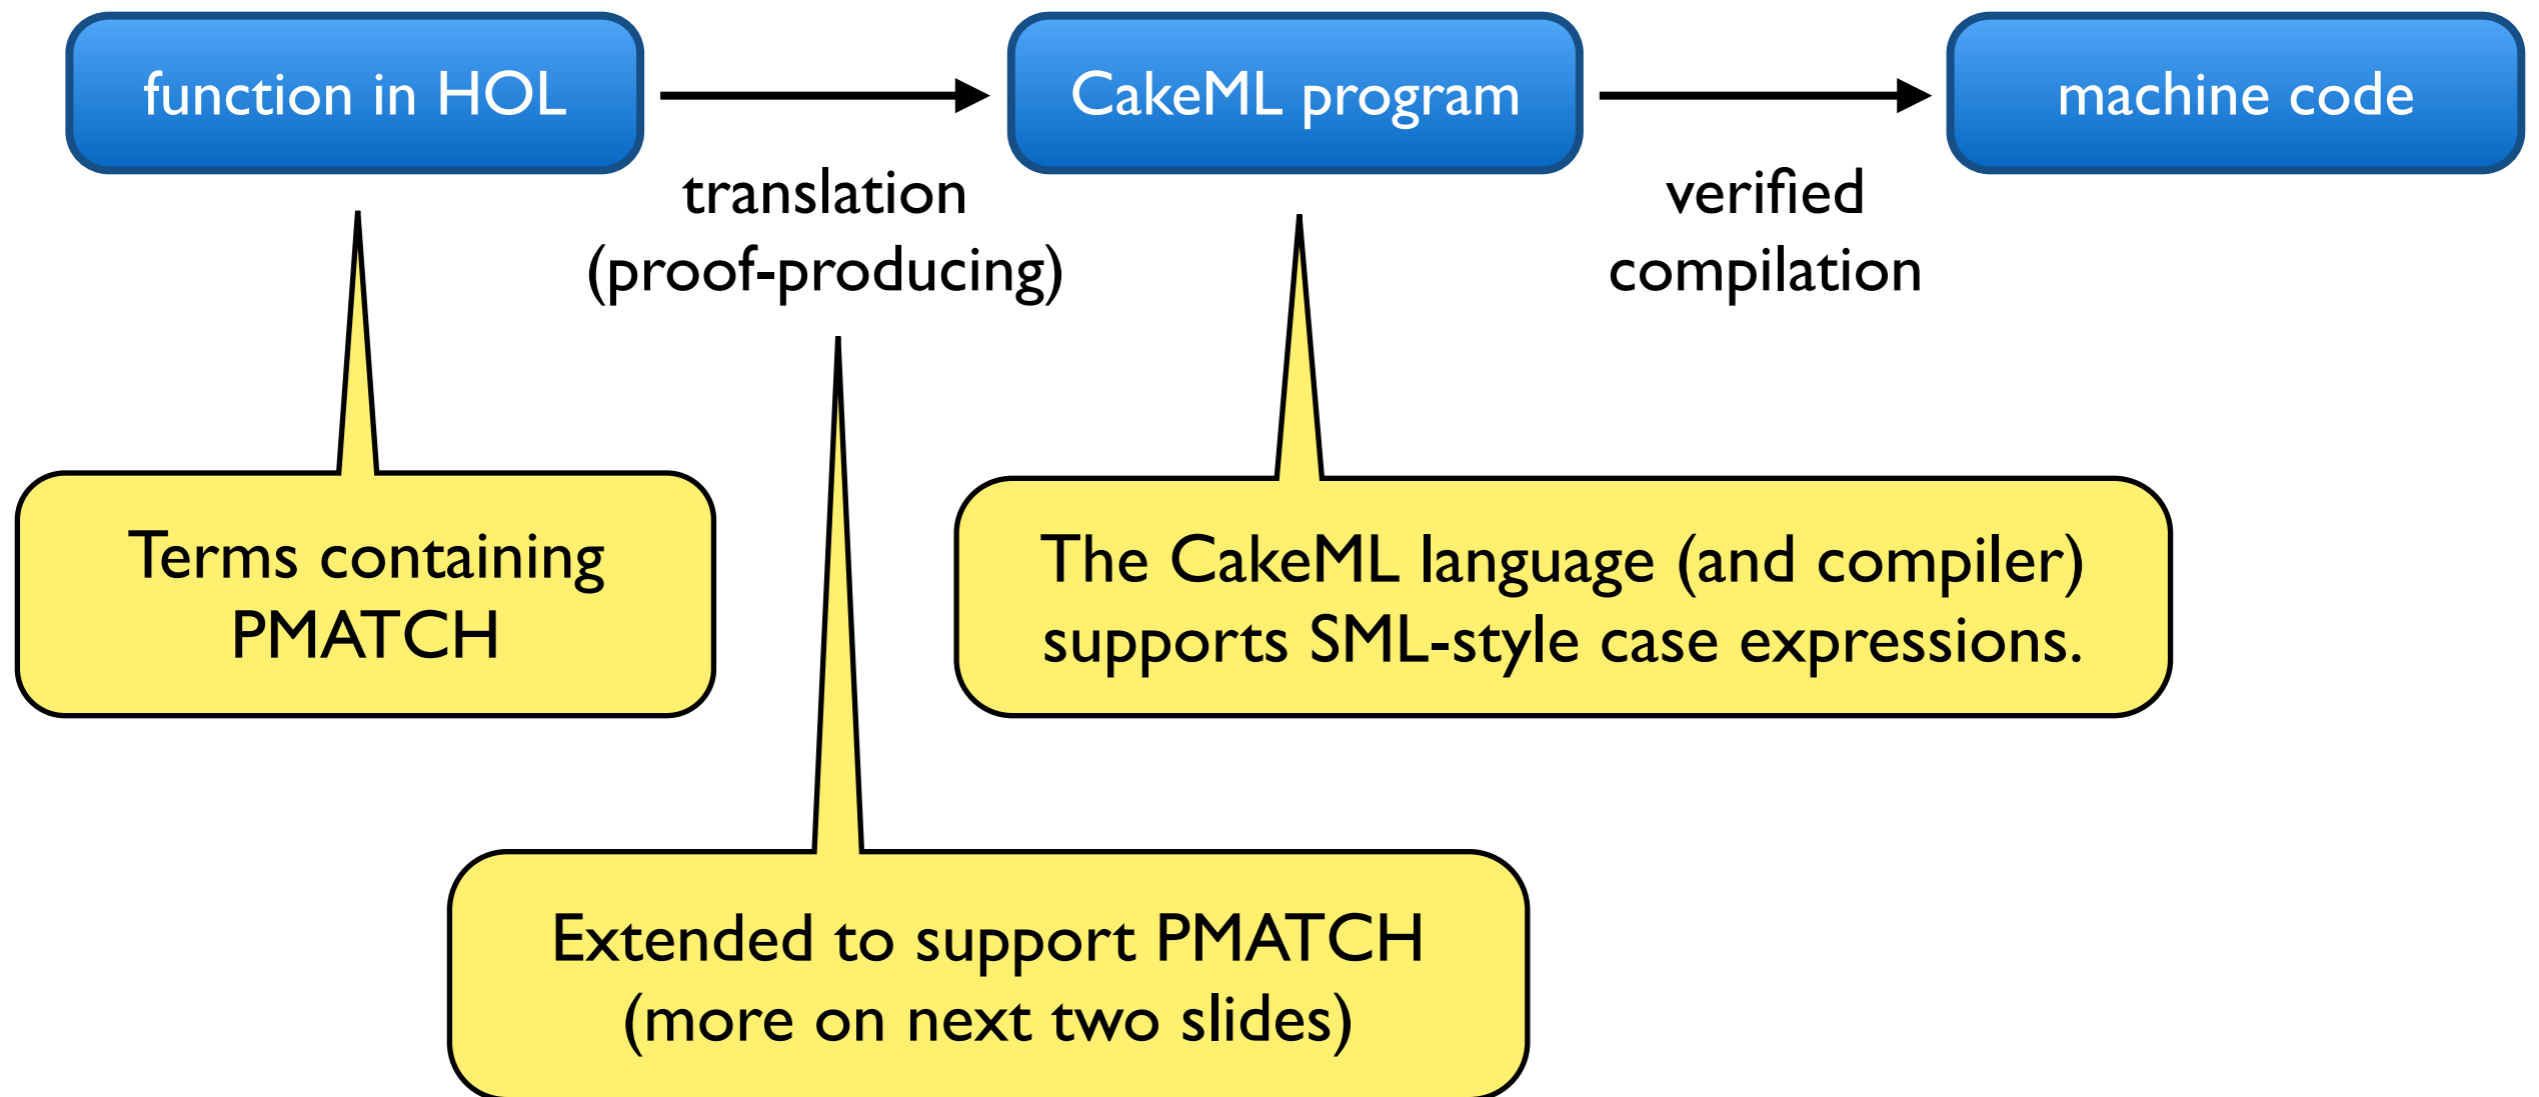 function in HOL
CakeML program
machine code
translation
(proof-producing)
verified
compilation
Terms containing
PMATCH
The CakeML language (and compiler)
supports SML-style case expressions.
Extended to support PMATCH
(more on next two slides)